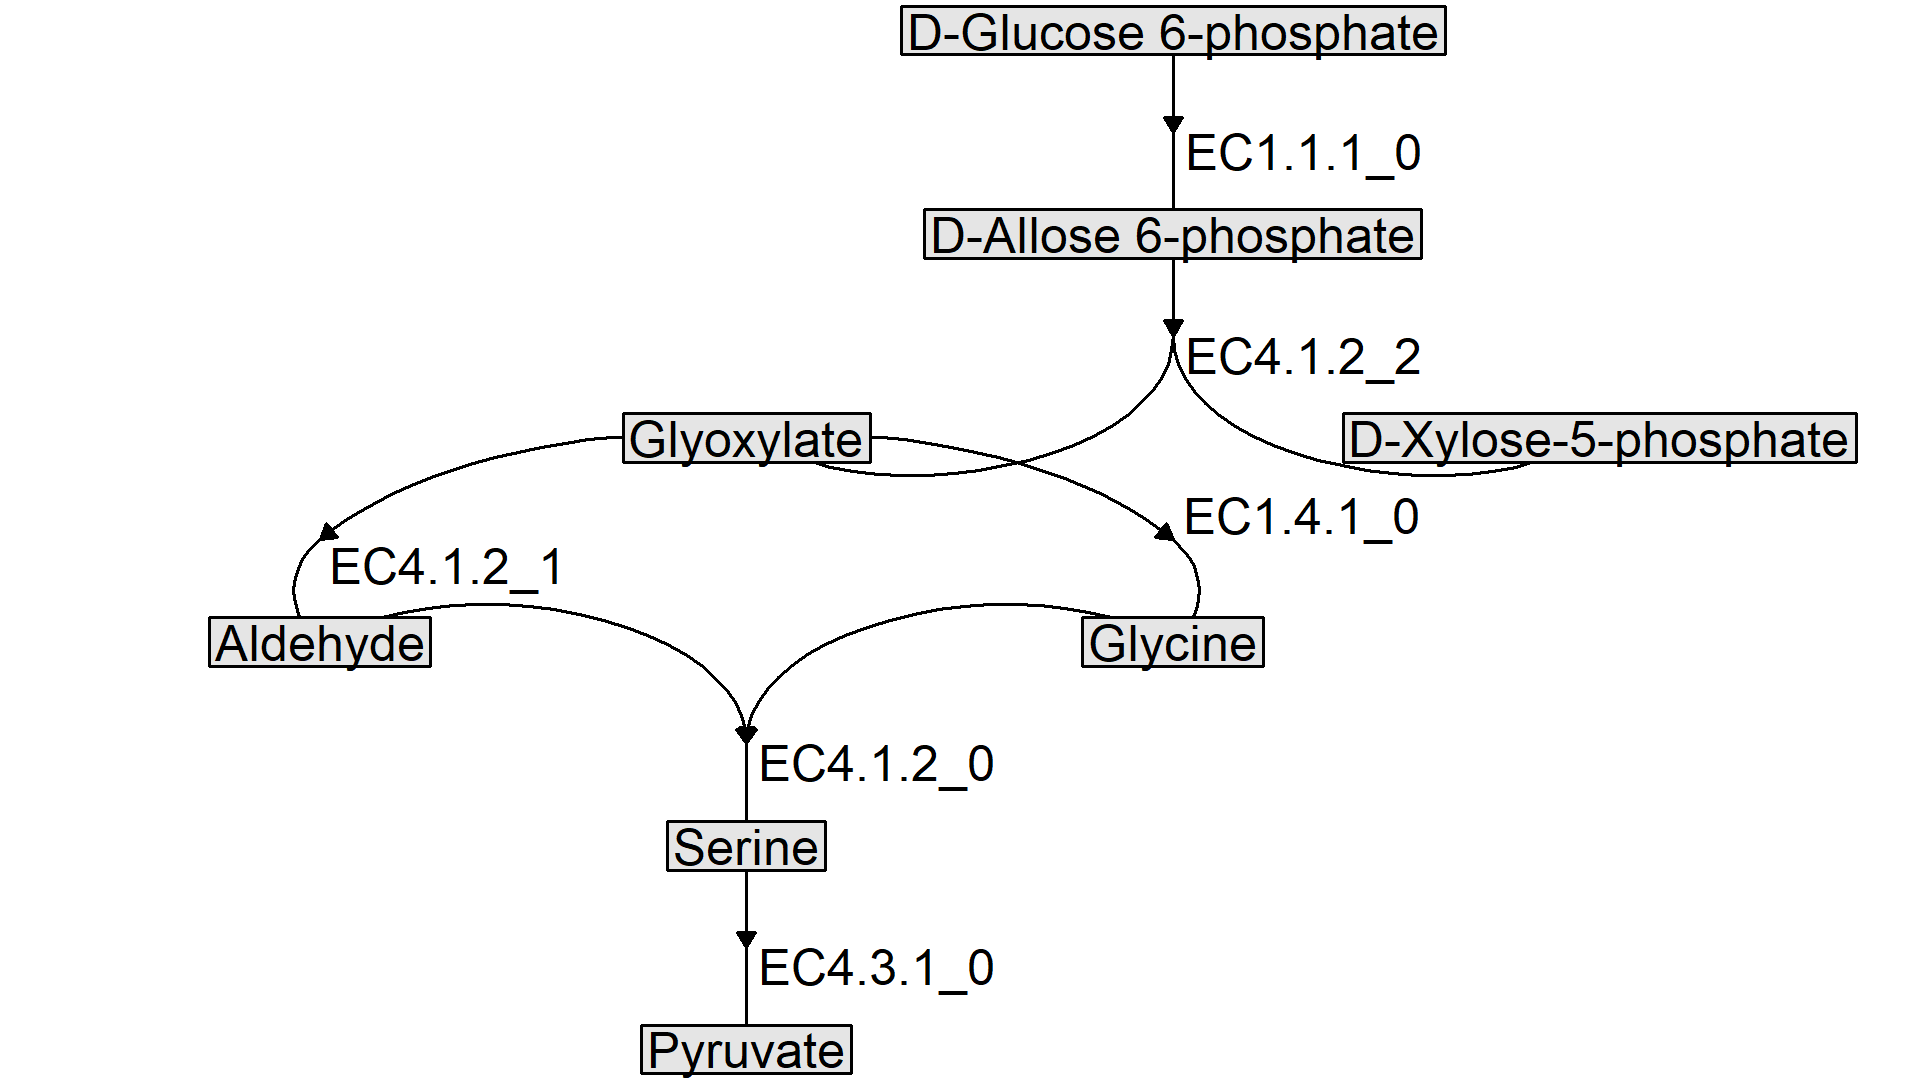 D-Glucose 6-phosphate
EC1.1.1_0
D-Allose 6-phosphate
EC4.1.2_2
Glyoxylate
D-Xylose-5-phosphate
EC1.4.1_0
EC4.1.2_1
Aldehyde
Glycine
EC4.1.2_0
Serine
EC4.3.1_0
Pyruvate